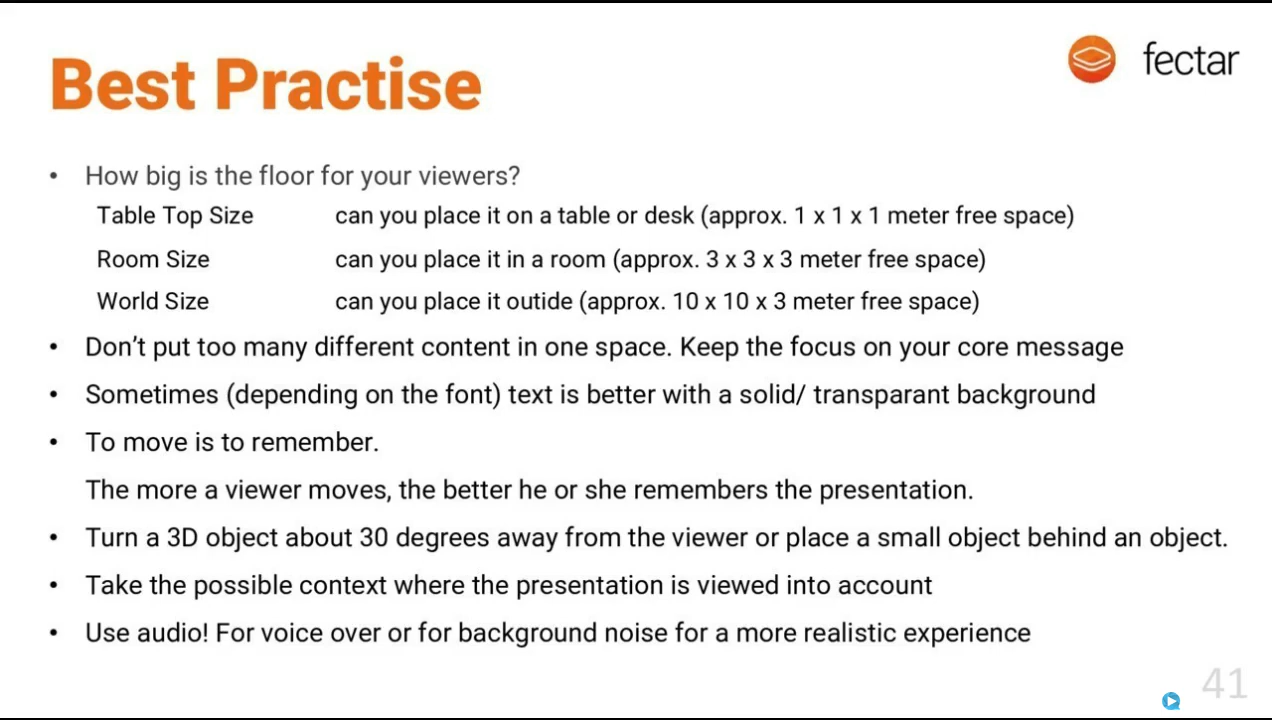 fectar
Best Practise
• How big is the floor for your viewers?
Table Top Size can you place it on a table or desk (approx. 1 x 1 x 1 meter free space)
Room Size can you place it in a room (approx. 3 x 3 x 3 meter free space)
World Size can you place it outide (approx. 10 x 10 x 3 meter free space)
• Don’t put too many different content in one space. Keep the focus on your core message
• Sometimes (depending on the font) text is better with a solid/ transparant background
• To move is to remember.
The more a viewer moves, the better he or she remembers the presentation.
• Turn a 3D object about 30 degrees away from the viewer or place a small object behind an object.
• Take the possible context where the presentation is viewed into account
• Use audio! For voice over or for background noise for a more realistic experience
41